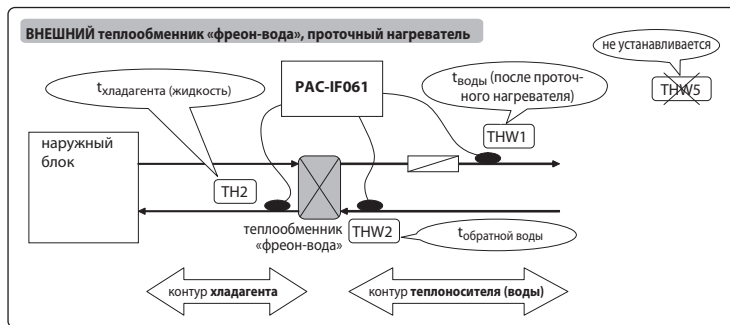 ВНЕШНИЙ теплообменник «фреон-вода», проточный нагреватель
не устанавливается
THW5
tхладагента (жидкость)
PAC-IF061
tводы (после проточ-
ного нагревателя)
THW1
наружный
блок
TH2
теплообменник
«фреон-вода»
THW2
tобратной воды
контур хладагента
контур теплоносителя (воды)